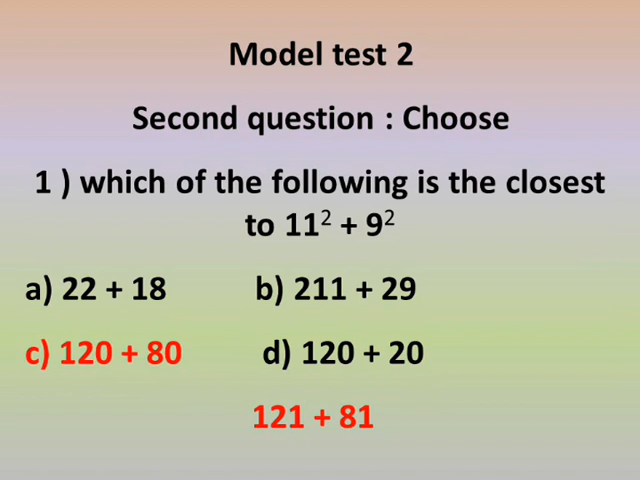 Model test 2
Second question : Choose
1 ) which of the following is the closest
to 11² + 9²
a) 22 + 18 b) 211 + 29
c) 120 + 80 d) 120 + 20
121 + 81